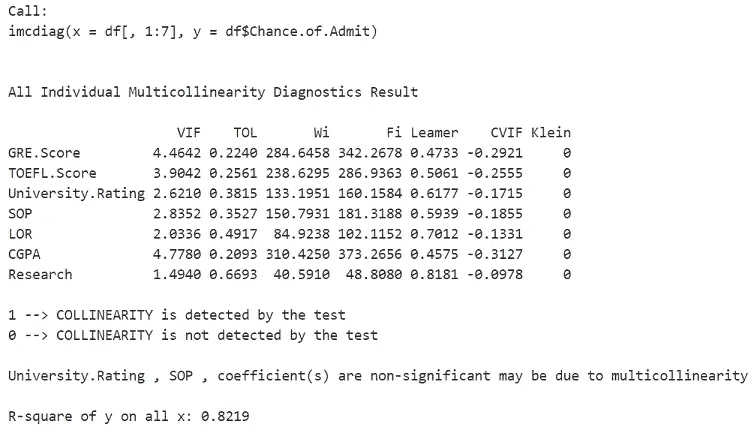 Call:
imcdiag(x = df[, 1:7], y = df$Chance.of.Admit)
All Individual Multicollinearity Diagnostics Result
VIF TOL Wi Fi Leamer CVIF Klein
GRE.Score 4.4642 0.2240 284.6458 342.2678 0.4733 -0.2921 0
TOEFL.Score 3.9042 0.2561 238.6295 286.9363 0.5061 -0.2555 0
University.Rating 2.6210 0.3815 133.1951 160.1584 0.6177 -0.1715 0
SOP 2.8352 0.3527 150.7931 181.3188 0.5939 -0.1855 0
LOR 2.0336 0.4917 84.9238 102.1152 0.7012 -0.1331 0
CGPA 4.7780 0.2093 310.4250 373.2656 0.4575 -0.3127 0
Research 1.4940 0.6693 40.5910 48.8080 0.8181 -0.0978 0
1 --> COLLINEARITY is detected by the test
0 --> COLLINEARITY is not detected by the test
University.Rating , SOP , coefficient(s) are non-significant may be due to multicollinearity
R-square of y on all x: 0.8219